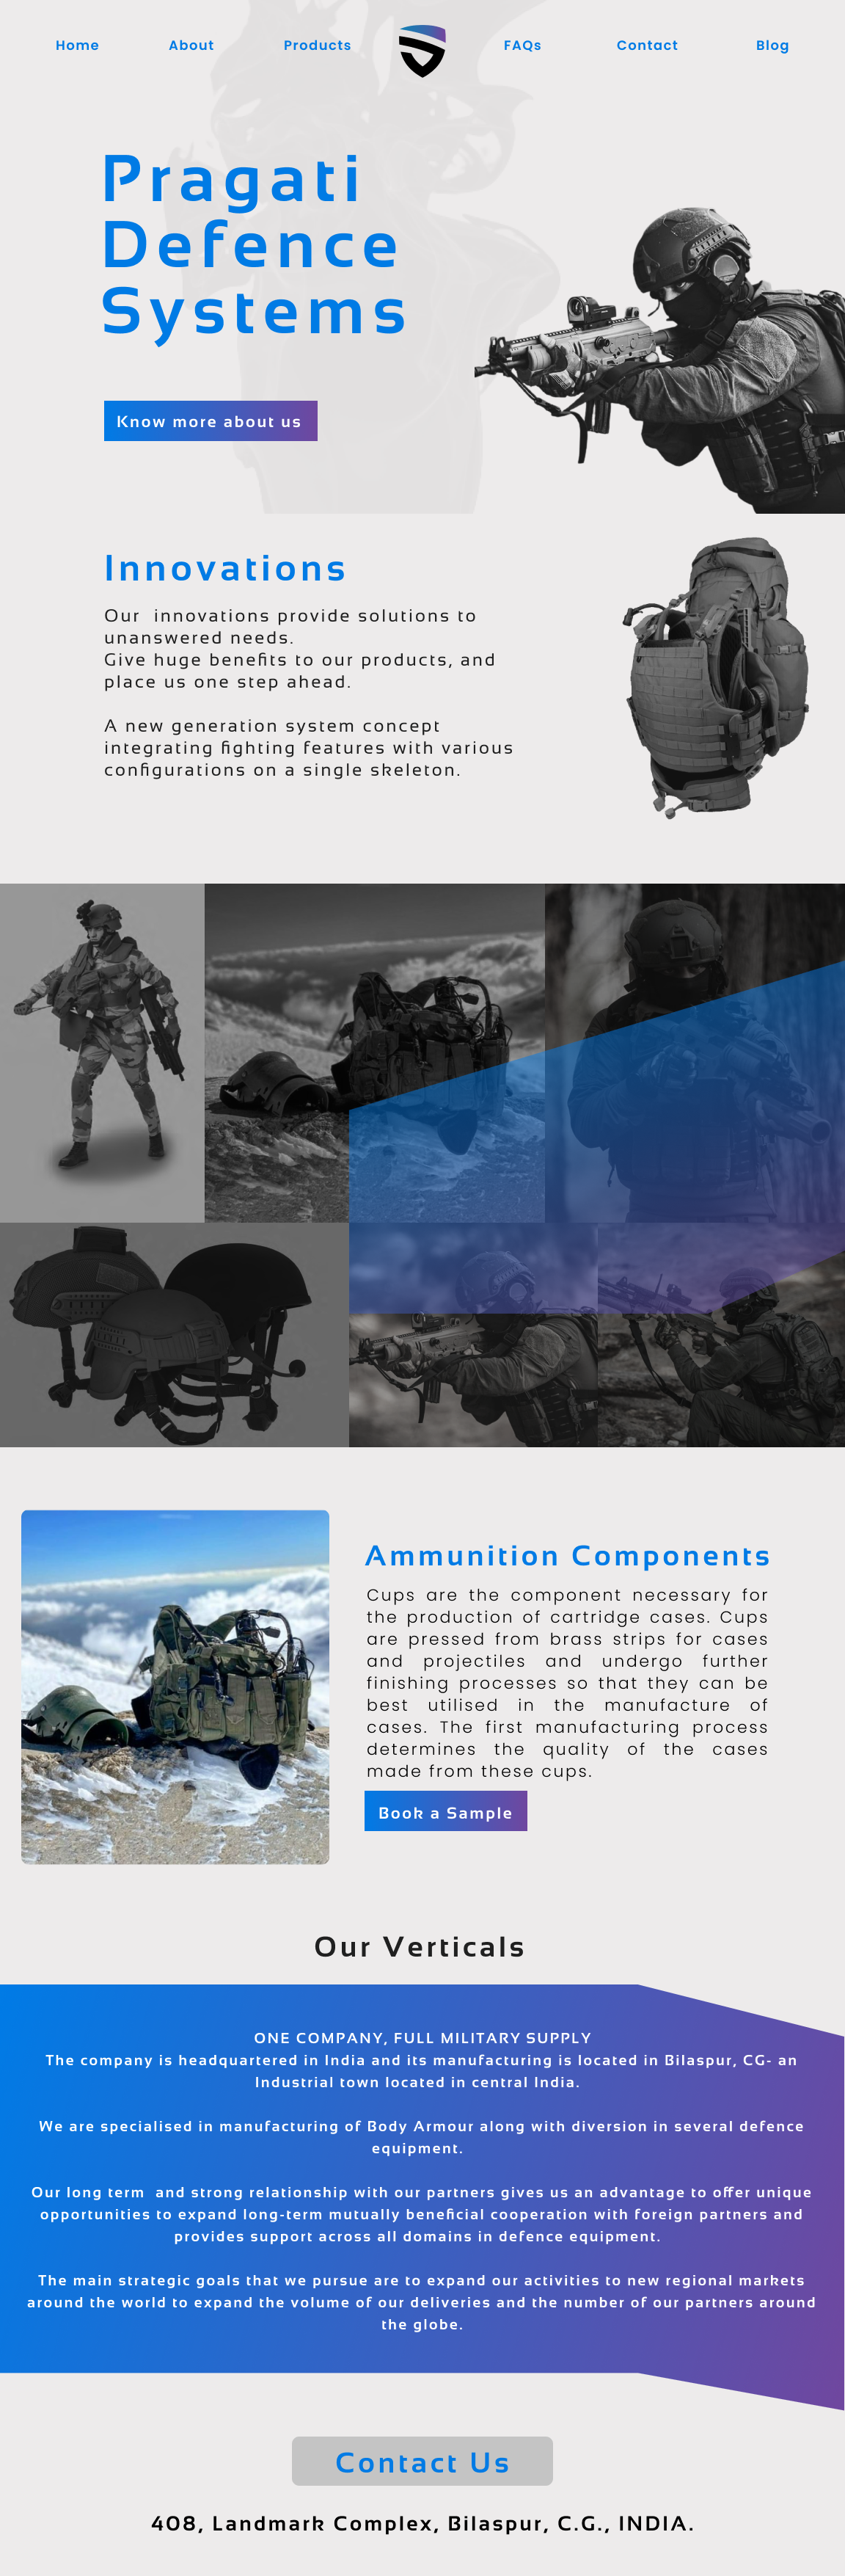 Home About Products FAQs Contact Blog
Pragati
Defence
Systems
Know more about us
Innovations
Our innovations provide solutions to
unanswered needs.
Give huge benefits to our products, and
place us one step ahead.
A new generation system concept
integrating fighting features with various
configurations on a single skeleton.
Ammunition Components
Cups are the component necessary for
the production of cartridge cases. Cups
are pressed from brass strips for cases
and projectiles and undergo further
finishing processes so that they can be
best utilised in the manufacture of
cases. The first manufacturing process
determines the quality of the cases
made from these cups.
Book a Sample
Our Verticals
ONE COMPANY, FULL MILITARY SUPPLY
The company is headquartered in India and its manufacturing is located in Bilaspur, CG- an
Industrial town located in central India.
We are specialised in manufacturing of Body Armour along with diversion in several defence
equipment.
Our long term and strong relationship with our partners gives us an advantage to offer unique
opportunities to expand long-term mutually beneficial cooperation with foreign partners and
provides support across all domains in defence equipment.
The main strategic goals that we pursue are to expand our activities to new regional markets
around the world to expand the volume of our deliveries and the number of our partners around
the globe.
Contact Us
408, Landmark Complex, Bilaspur, C.G., INDIA.